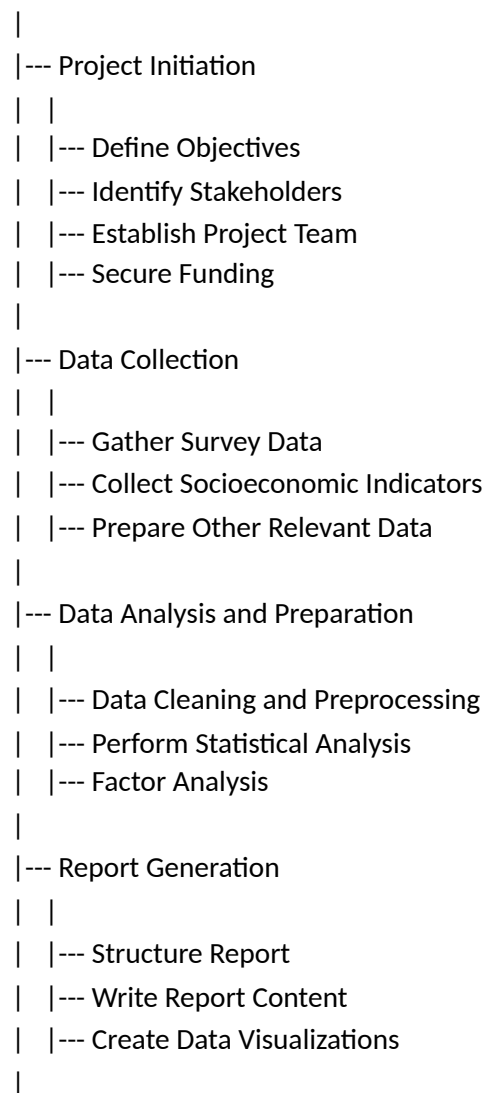 |
|--- Project Initiation
|   |
|   |--- Define Objectives
|   |--- Identify Stakeholders
|   |--- Establish Project Team
|   |--- Secure Funding
|
|--- Data Collection
|   |
|   |--- Gather Survey Data
|   |--- Collect Socioeconomic Indicators
|   |--- Prepare Other Relevant Data
|
|--- Data Analysis and Preparation
|   |
|   |--- Data Cleaning and Preprocessing
|   |--- Perform Statistical Analysis
|   |--- Factor Analysis
|
|--- Report Generation
|   |
|   |--- Structure Report
|   |--- Write Report Content
|   |--- Create Data Visualizations
|